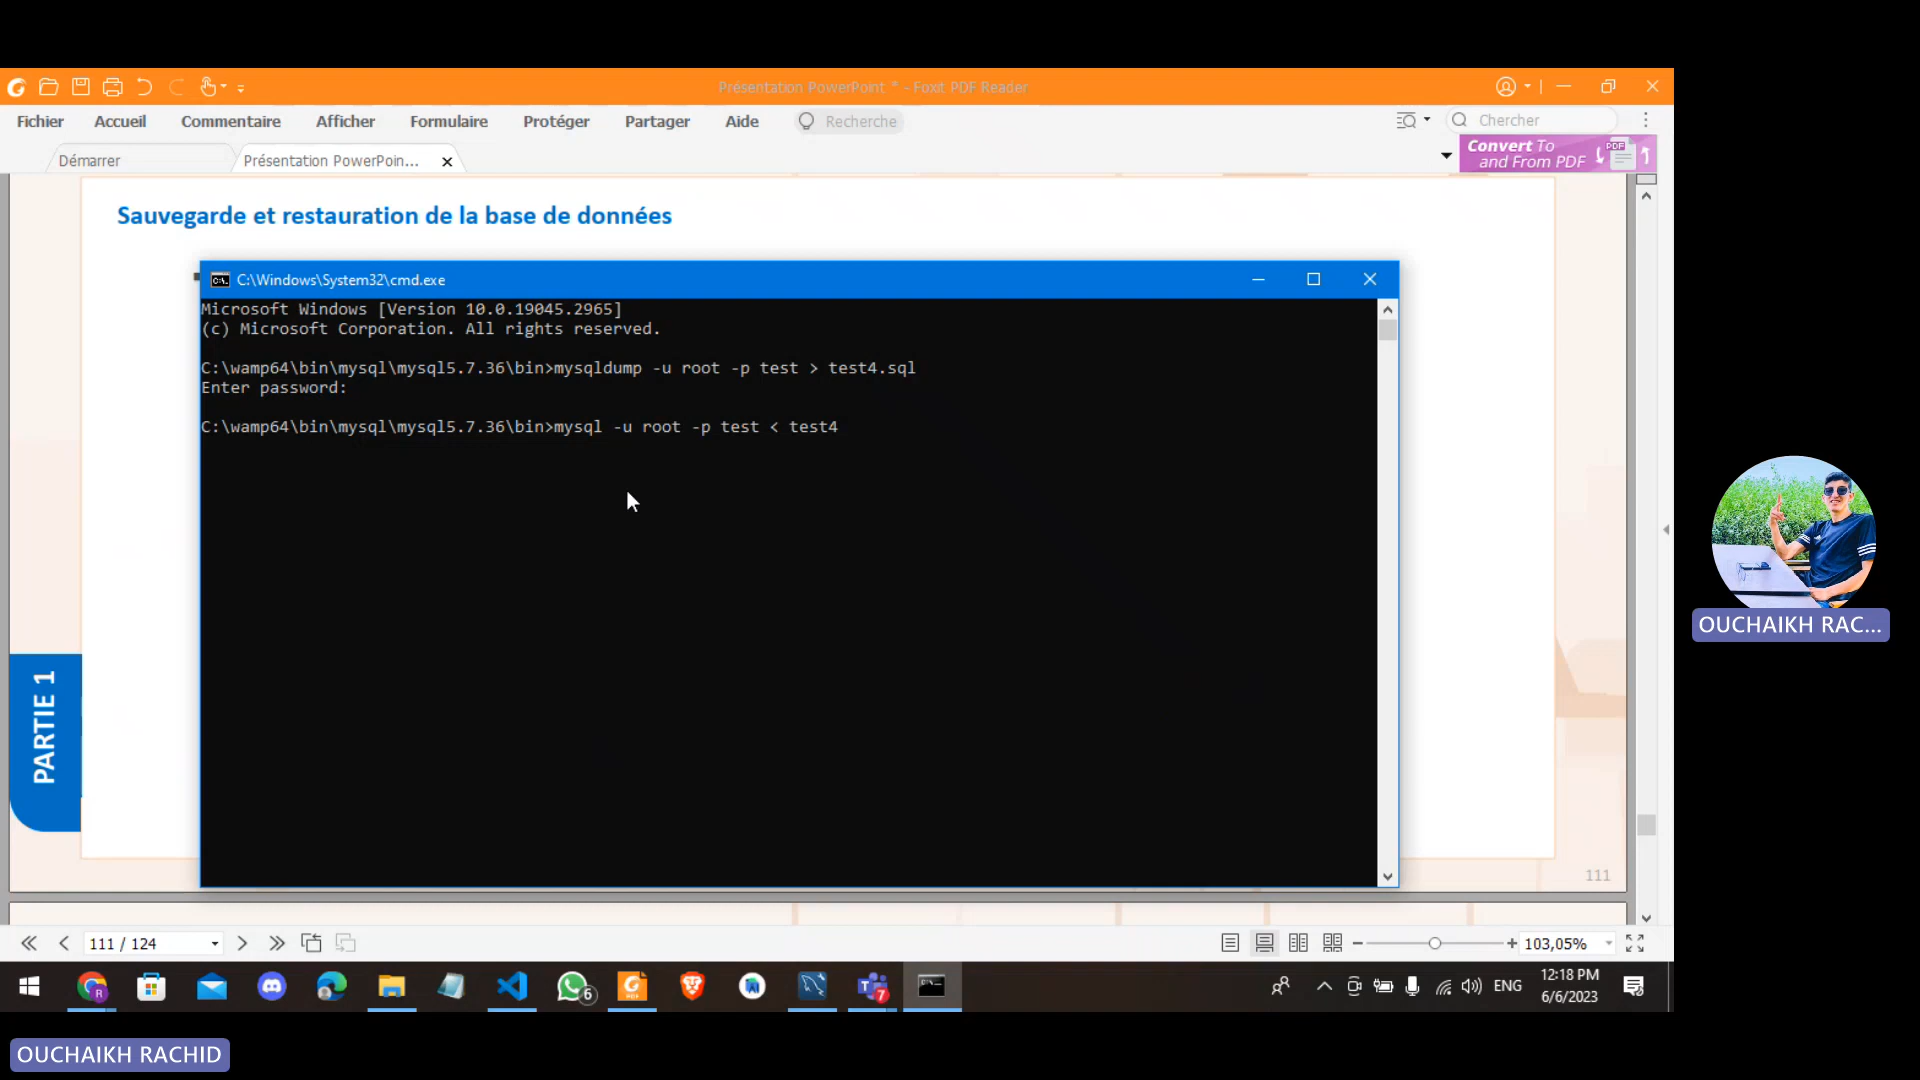 Présentation PowerPoint * - Foxit PDF Reader
Fichier Accueil Commentaire Afficher Formulaire Protéger Partager Aide Recherche Chercher
Démarrer Présentation PowerPoin...
Convert To
and From PDF
PDF
Sauvegarde et restauration de la base de données
C:\Windows\System32\cmd.exe
Microsoft Windows [Version 10.0.19045.2965]
(c) Microsoft Corporation. All rights reserved.
C:\wamp64\bin\mysql\mysql5.7.36\bin>mysqldump -u root -p test > test4.sql
Enter password:
C:\wamp64\bin\mysql\mysql5.7.36\bin>mysql -u root -p test < test4
PARTIE 1
111
OUCHAIKH RAC...
111 / 124
103,05%
R
6
7
ENG
12:18 PM
6/6/2023
OUCHAIKH RACHID